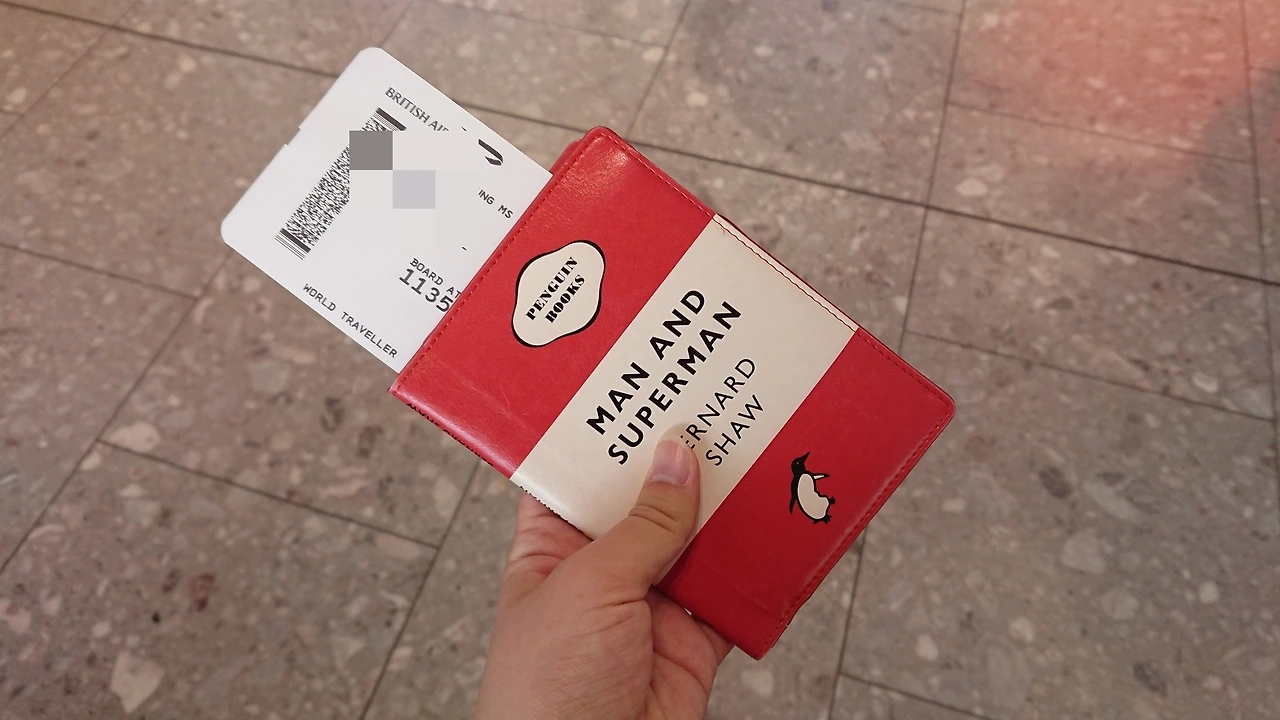 BRITISH AI
ING MS
BOARD AT
1135
WORLD TRAVELLER
PENGUIN
BOOKS
MAN AND
SUPERMAN
ERNARD
SHAW